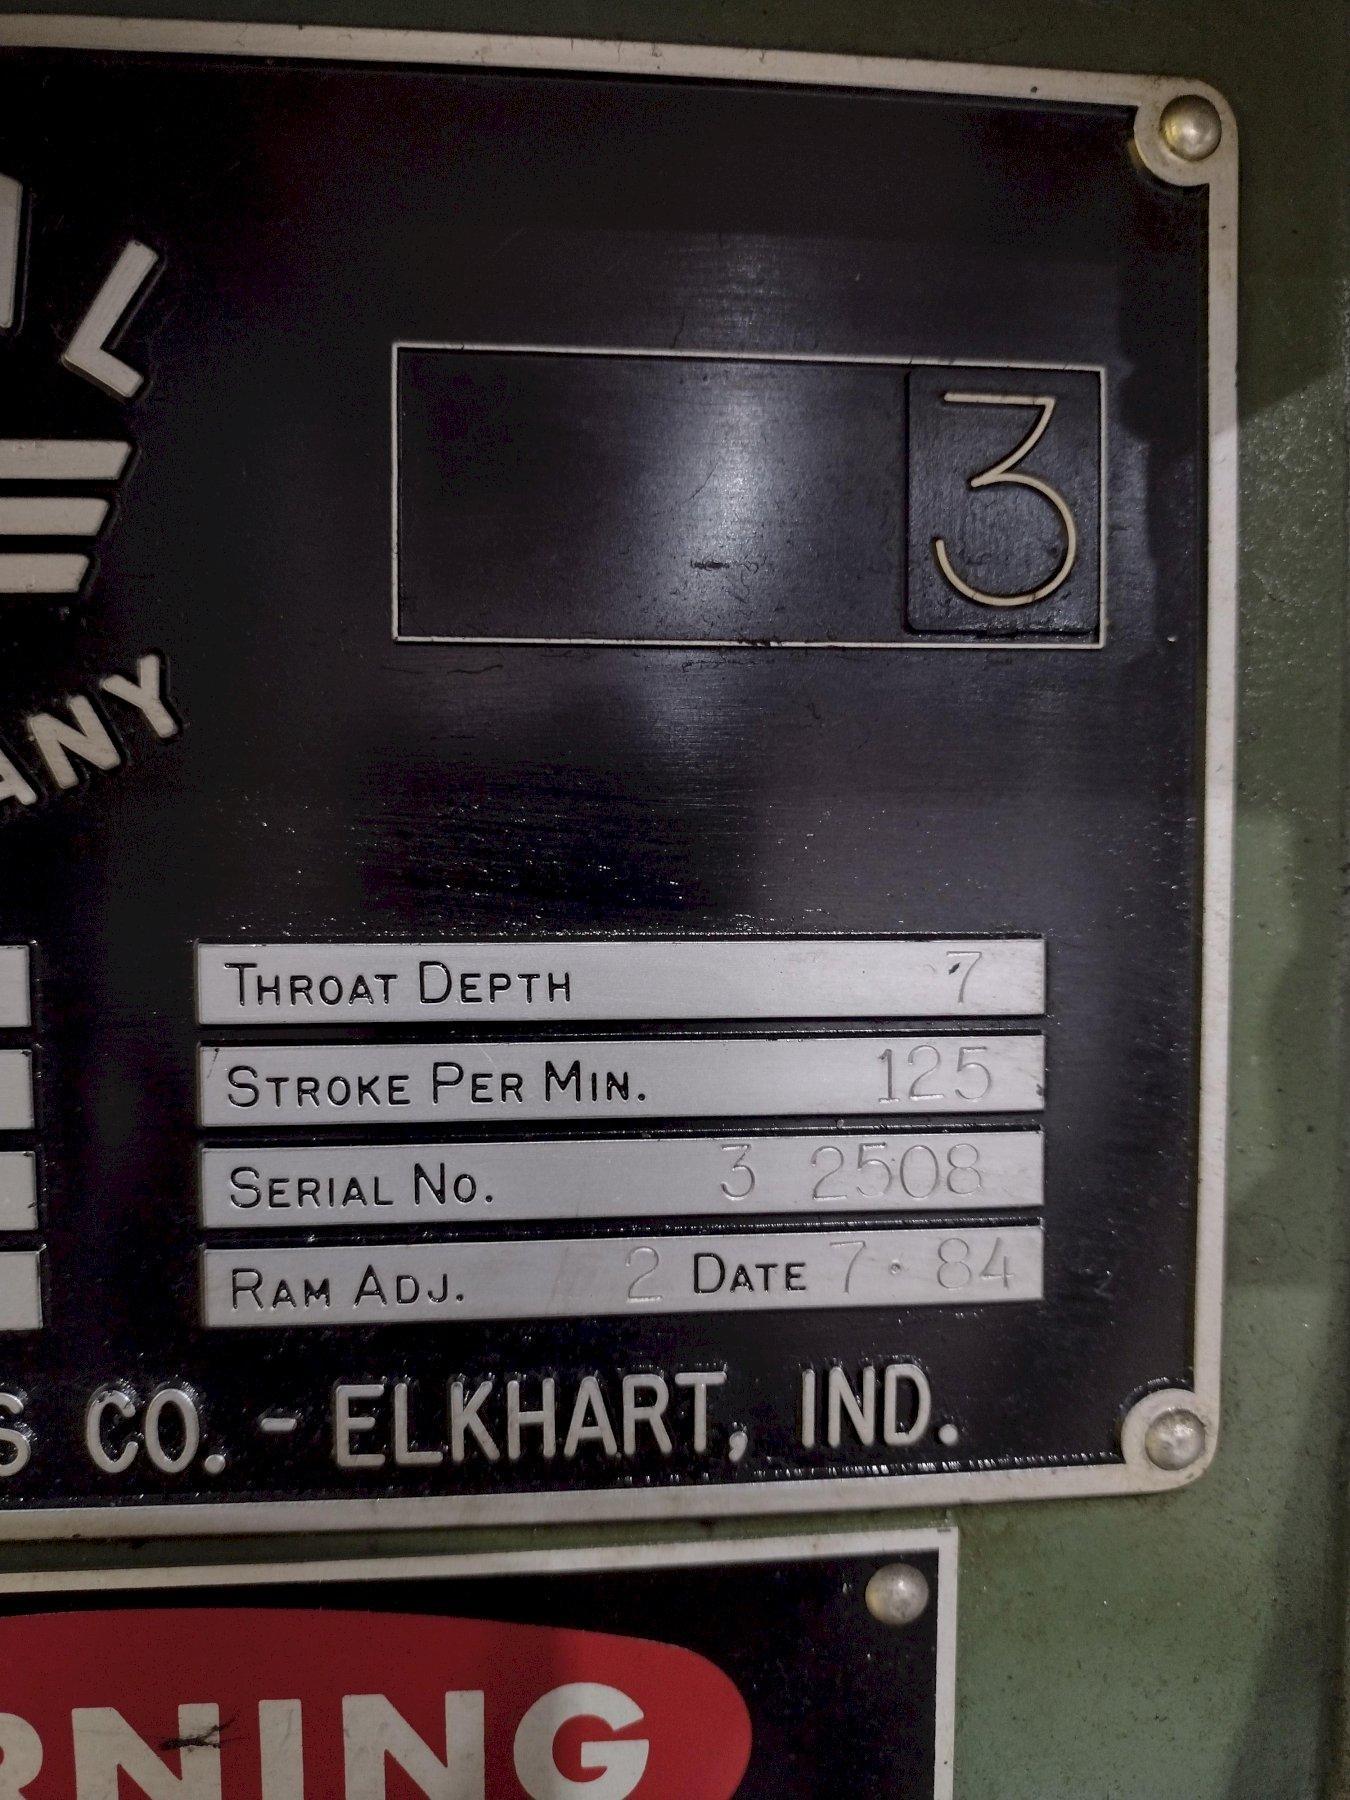 IL
3
ANY
THROAT DEPTH 7
STROKE PER MIN. 125
SERIAL NO. 3 2508
RAM ADJ. 2 DATE 7·84
S CO. - ELKHART, IND.
RNING